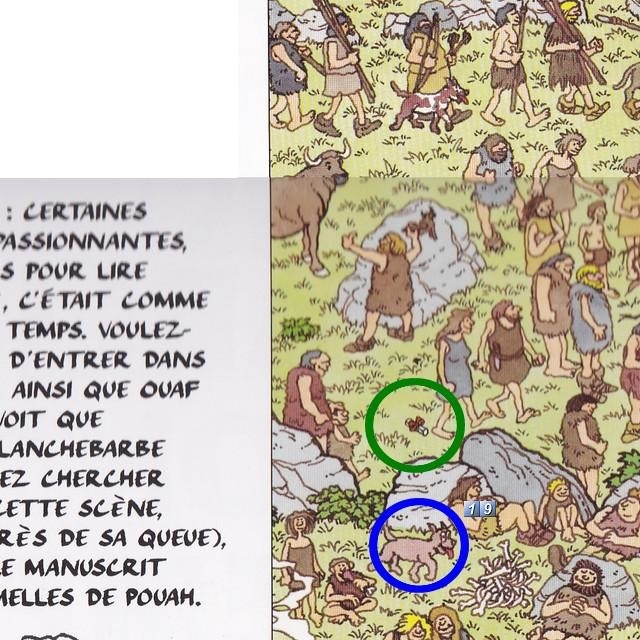 : CERTAINES
PASSIONNANTES,
S POUR LIRE
, C'ÉTAIT COMME
TEMPS. VOULEZ-
D'ENTRER DANS
AINSI QUE OUAF
VOIT QUE
LANCHEBARBE
EZ CHERCHER
CETTE SCÈNE,
RÈS DE SA QUEUE),
LE MANUSCRIT
MELLES DE POUAH.
19